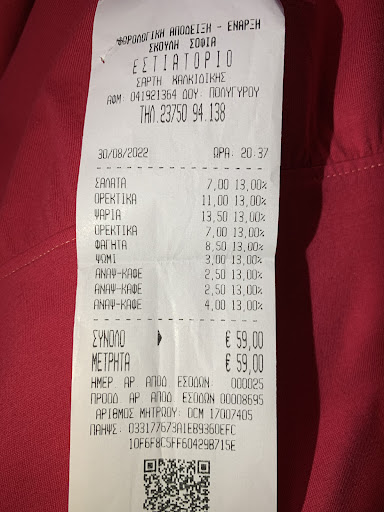 ΦΟΡΟΛΟΓΙΚΗ ΑΠΟΔΕΙΞΗ - ΕΝΑΡΞΗ
ΣΚΟΥΛΗ ΣΟΦΙΑ
ΕΣΤΙΑΤΟΡΙΟ
ΣΑΡΤΗ ΧΑΛΚΙΔΙΚΗΣ
ΑΦΜ: 041921364 ΔΟΥ: ΠΟΛΥΓΥΡΟΥ
ΤΗΛ.23750 94.138
30/08/2022 ΩΡΑ: 20:37
ΣΑΛΑΤΑ 7,00 13,00%
ΟΡΕΚΤΙΚΑ 11,00 13,00%
ΨΑΡΙΑ 13,50 13,00%
ΟΡΕΚΤΙΚΑ 7,00 13,00%
ΦΑΓΗΤΑ 8,50 13,00%
ΨΩΜΙ 3,00 13,00%
ΑΝΑΨ-ΚΑΦΕ 2,50 13,00%
ΑΝΑΨ-ΚΑΦΕ 2,50 13,00%
ΑΝΑΨ-ΚΑΦΕ 4,00 13,00%
ΣΥΝΟΛΟ € 59,00
ΜΕΤΡΗΤΑ € 59,00
ΗΜΕΡ. ΑΡ. ΑΠΟΔ. ΕΣΟΔΩΝ: 000025
ΠΡΟΟΔ. ΑΡ. ΑΠΟΔ. ΕΣΟΔΩΝ 00008695
ΑΡΙΘΜΟΣ ΜΗΤΡΩΟΥ: DCM 17007405
ΠΑΗΨΣ: 033177673A1EB9360EFC
10F6F8C5FF60429B715E